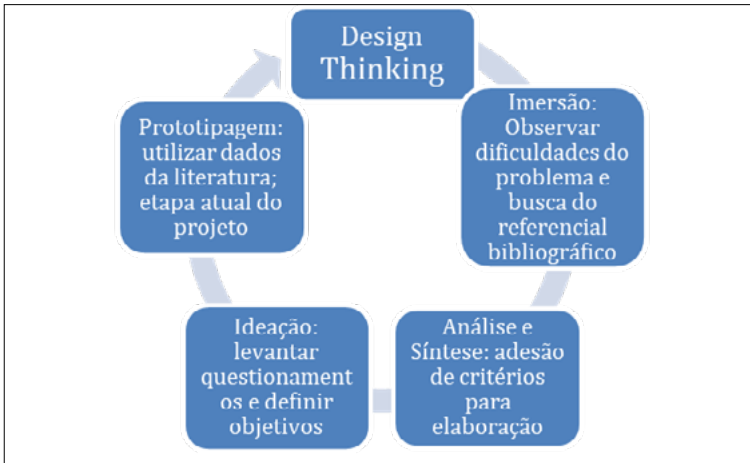 Design
Thinking
Imersão:
Observar
dificuldades do
problema e
busca do
referencial
bibliográfico
Análise e
Síntese: adesão
de critérios
para
elaboração
Ideação:
levantar
questionament
os e definir
objetivos
Prototipagem:
utilizar dados
da literatura;
etapa atual do
projeto